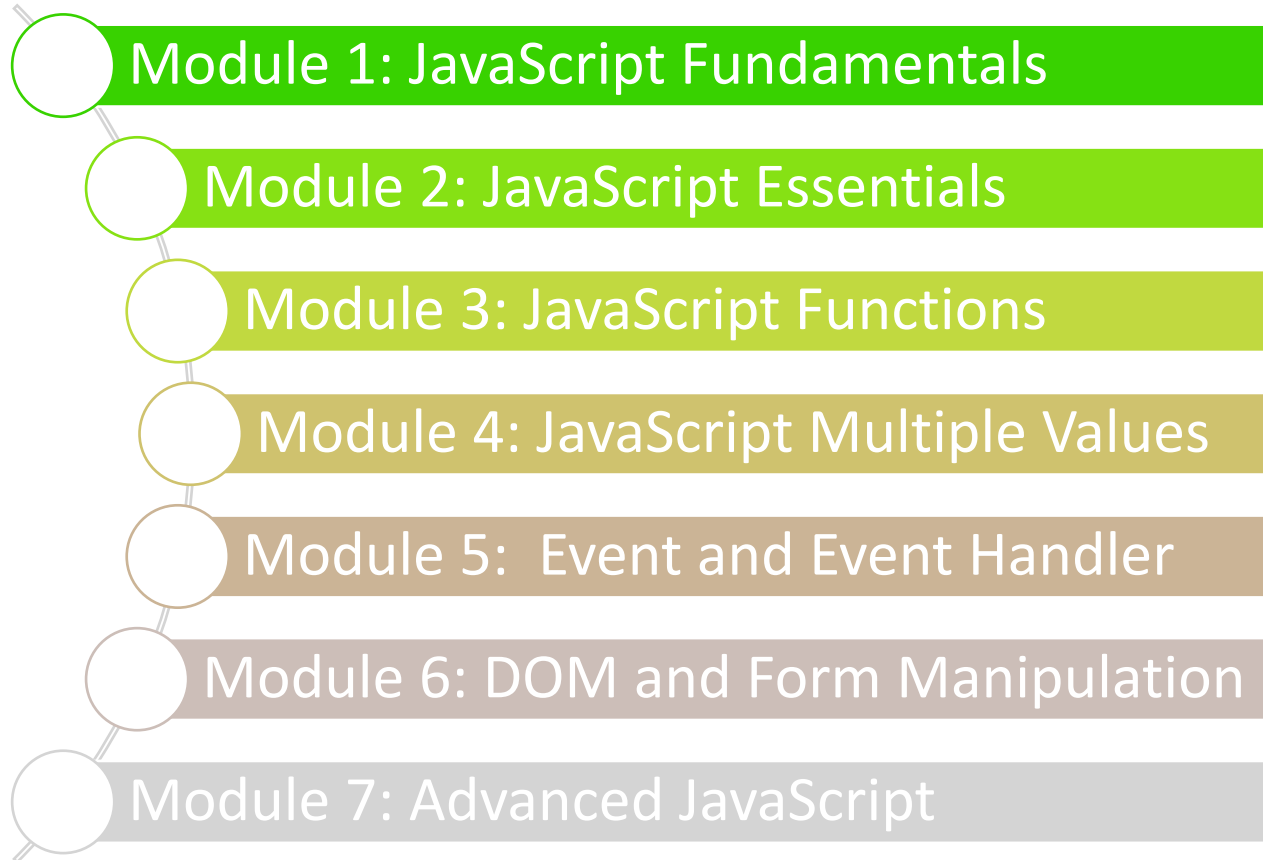 Module 1: JavaScript Fundamentals
Module 2: JavaScript Essentials
Module 3: JavaScript Functions
Module 4: JavaScript Multiple Values
Module 5:  Event and Event Handler
Module 6: DOM and Form Manipulation
Module 7: Advanced JavaScript